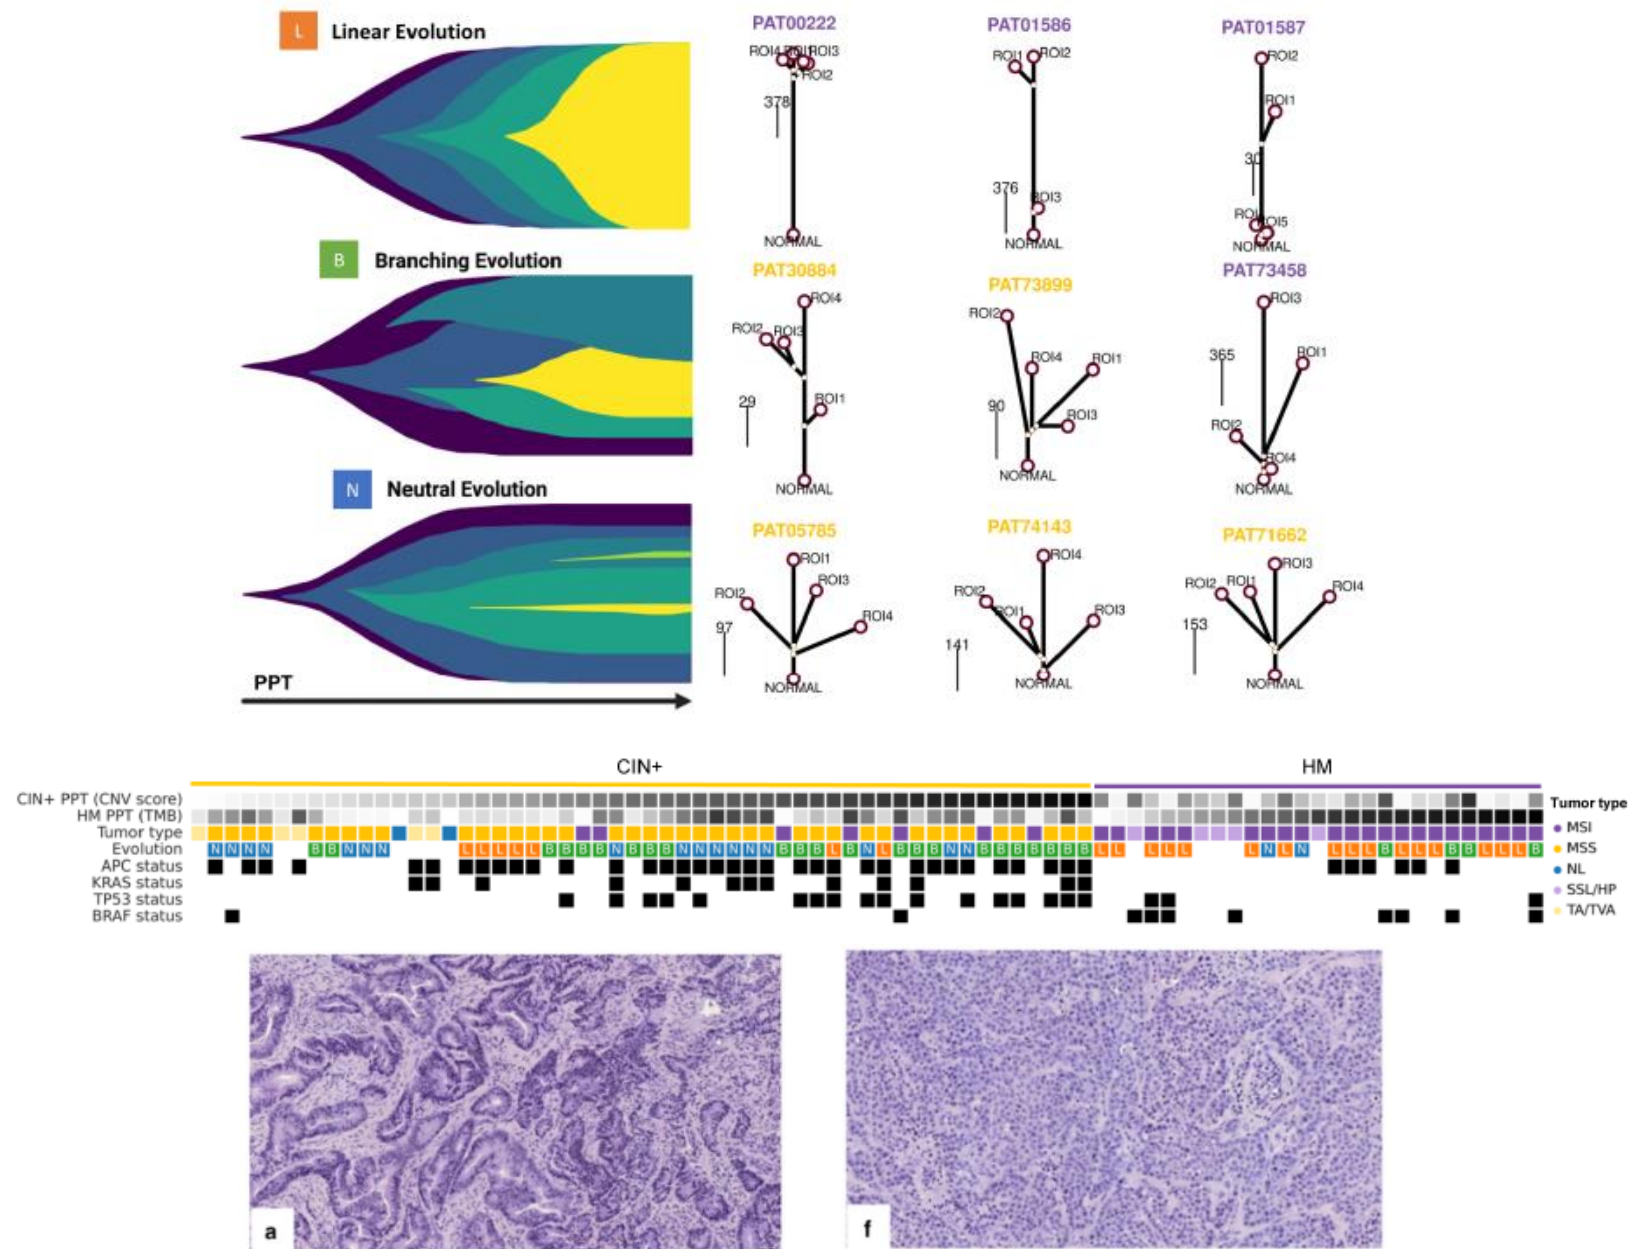 L Linear Evolution
PAT00222
PAT01586
PAT01587
ROI4 ROI1 ROI3
ROI2
378
NORMAL
ROI1 ROI2
376
ROI3
NORMAL
ROI2
ROI1
30
ROI5
NORMAL
B Branching Evolution
PAT30884
PAT73899
PAT73458
ROI4
ROI2 ROI3
29
ROI1
NORMAL
ROI2
ROI4 ROI1
90
ROI3
NORMAL
ROI3
365
ROI1
ROI2
ROI4
NORMAL
N Neutral Evolution
PAT05785
PAT74143
PAT71662
ROI1
ROI3
ROI2
ROI4
97
NORMAL
ROI4
ROI2
ROI1
ROI3
141
NORMAL
ROI3
ROI2 ROI1
ROI4
153
NORMAL
PPT
CIN+ HM
CIN+ PPT (CNV score)
HM PPT (TMB)
Tumor type
Evolution N N N N B B N N N L L L L L B B B B N B B B N N N N N N B B B L B N L B B B N N B B B B B B B L L L L L L N L N L L L B L L L B B L L L B
APC status
KRAS status
TP53 status
BRAF status
Tumor type
MSI
MSS
NL
SSL/HP
TA/TVA
a
f